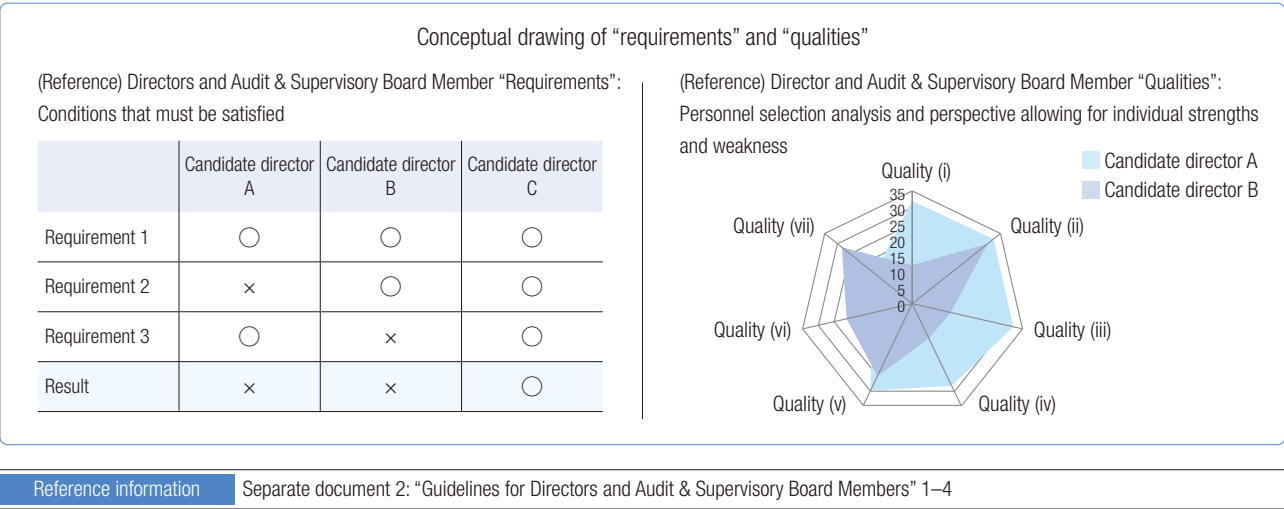 Conceptual drawing of “requirements” and “qualities”
(Reference) Directors and Audit & Supervisory Board Member “Requirements”:
Conditions that must be satisfied
Candidate director A
Candidate director B
Candidate director C
Requirement 1 ○ ○ ○
Requirement 2 × ○ ○
Requirement 3 ○ × ○
Result × × ○
(Reference) Director and Audit & Supervisory Board Member “Qualities”:
Personnel selection analysis and perspective allowing for individual strengths
and weakness
Candidate director A
Candidate director B
Quality (i)
Quality (ii)
Quality (iii)
Quality (iv)
Quality (v)
Quality (vi)
Quality (vii)
35
30
25
20
15
10
5
0
Reference information Separate document 2: “Guidelines for Directors and Audit & Supervisory Board Members” 1–4